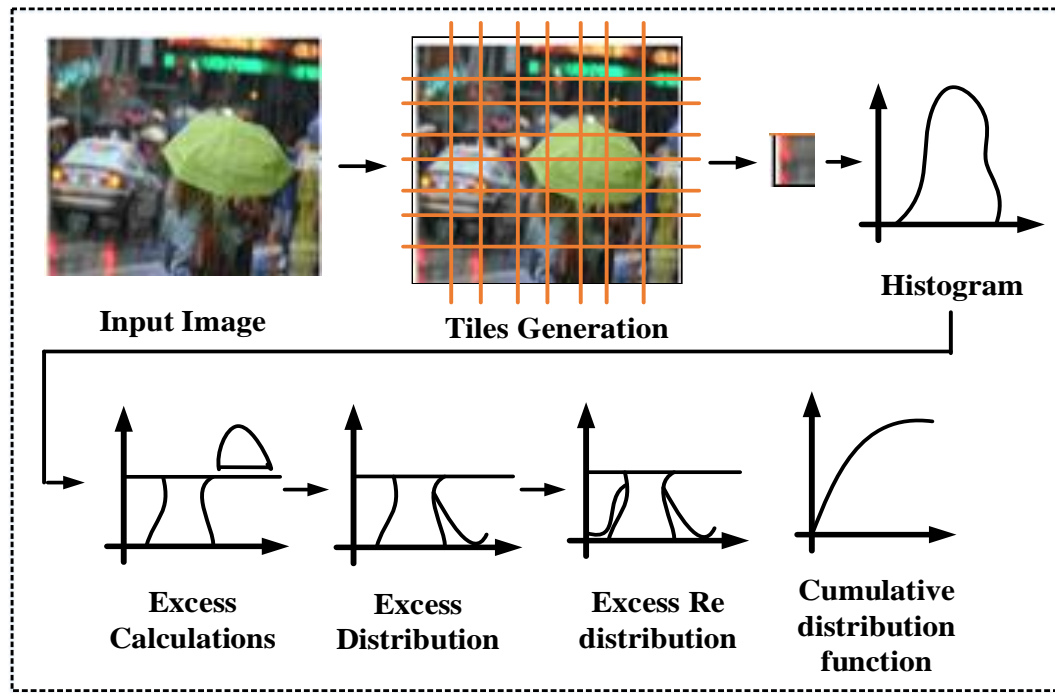 Input Image
Tiles Generation
Histogram
Excess
Calculations
Excess
Distribution
Excess Re
distribution
Cumulative
distribution
function